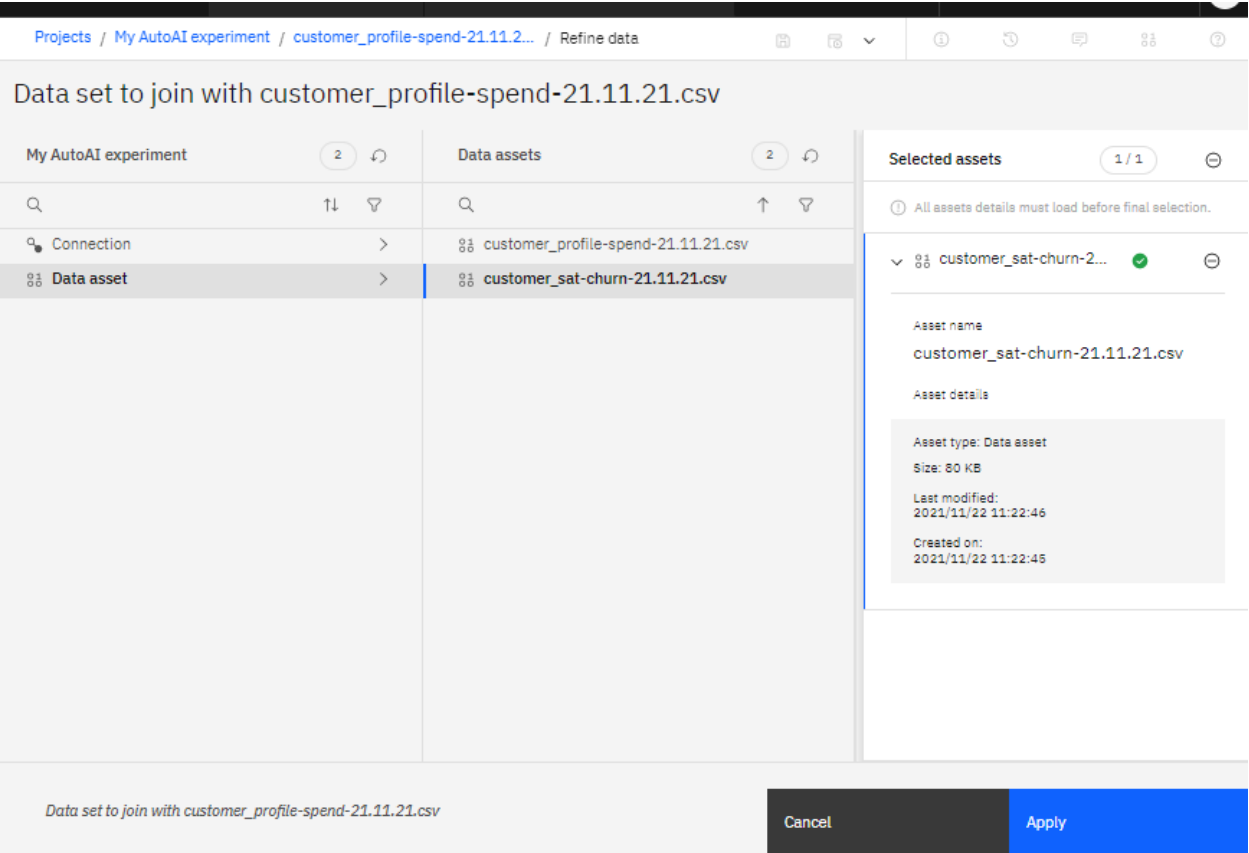 Projects / My AutoAI experiment / customer_profile-spend-21.11.2... / Refine data
Data set to join with customer_profile-spend-21.11.21.csv
My AutoAI experiment 2
Data assets 2
Selected assets 1/1
All assets details must load before final selection.
Connection
Data asset
customer_profile-spend-21.11.21.csv
customer_sat-churn-21.11.21.csv
customer_sat-churn-2...
Asset name
customer_sat-churn-21.11.21.csv
Asset details
Asset type: Data asset
Size: 80 KB
Last modified:
2021/11/22 11:22:46
Created on:
2021/11/22 11:22:45
Data set to join with customer_profile-spend-21.11.21.csv
Cancel
Apply